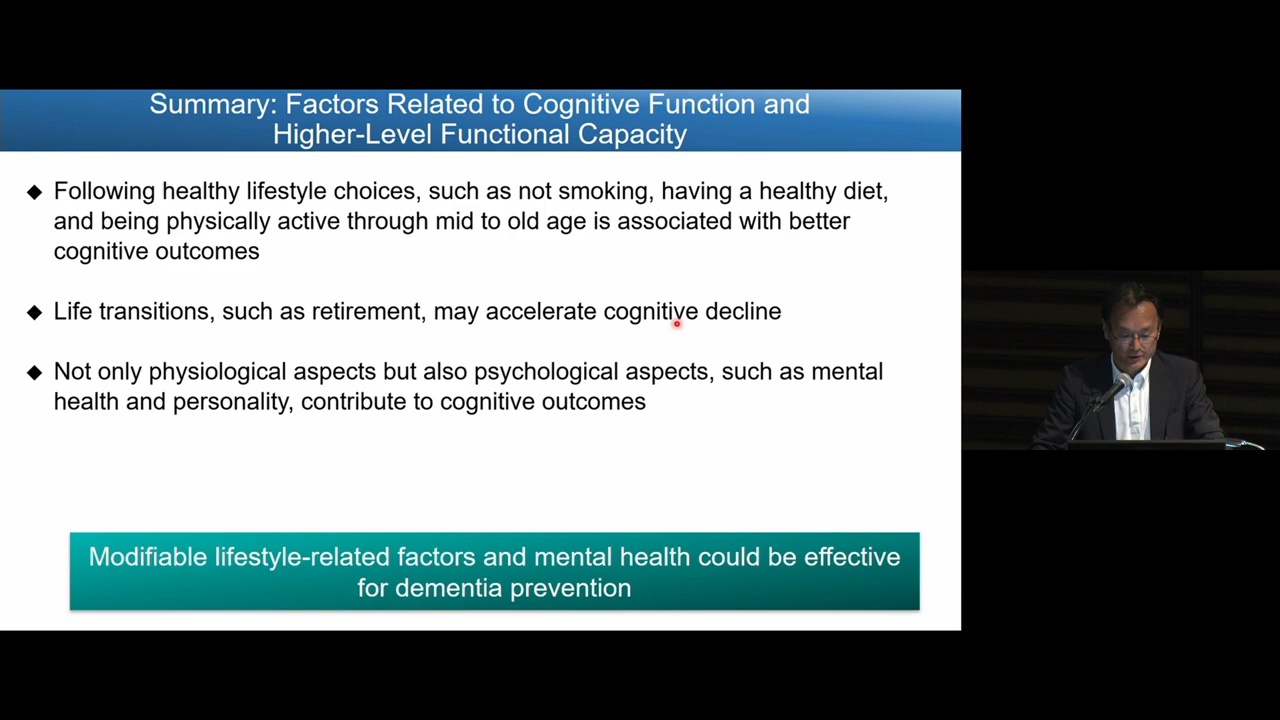 Summary: Factors Related to Cognitive Function and
Higher-Level Functional Capacity
◆ Following healthy lifestyle choices, such as not smoking, having a healthy diet,
and being physically active through mid to old age is associated with better
cognitive outcomes
◆ Life transitions, such as retirement, may accelerate cognitive decline
◆ Not only physiological aspects but also psychological aspects, such as mental
health and personality, contribute to cognitive outcomes
Modifiable lifestyle-related factors and mental health could be effective
for dementia prevention